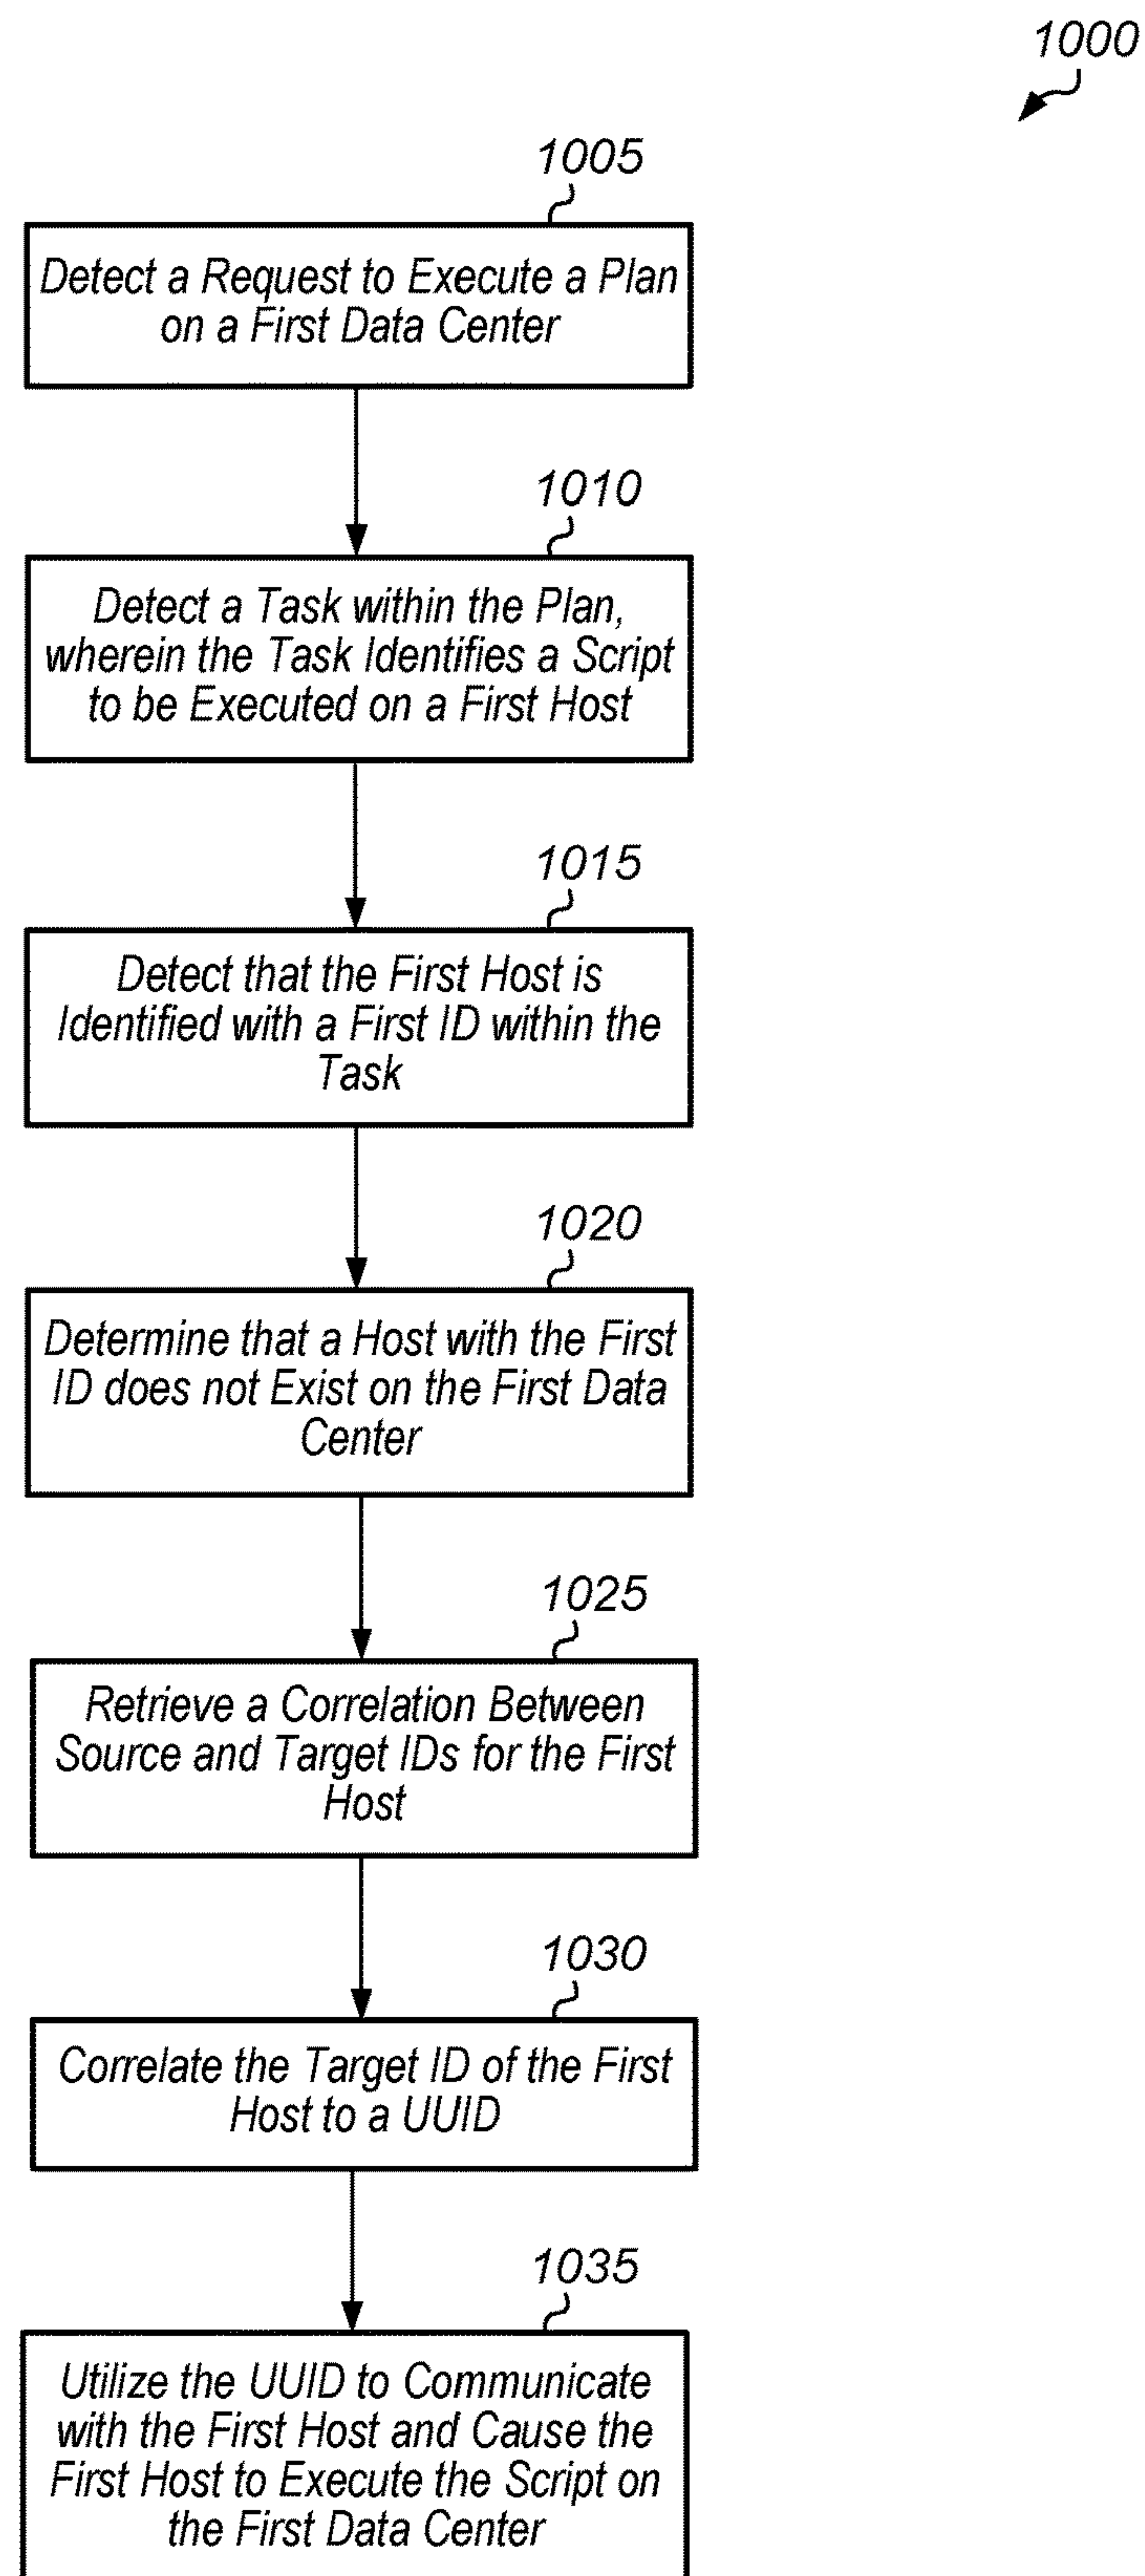 1000
1005
Detect a Request to Execute a Plan
on a First Data Center
1010
Detect a Task within the Plan,
wherein the Task Identifies a Script
to be Executed on a First Host
1015
Detect that the First Host is
Identified with a First ID within the
Task
1020
Determine that a Host with the First
ID does not Exist on the First Data
Center
1025
Retrieve a Correlation Between
Source and Target IDs for the First
Host
1030
Correlate the Target ID of the First
Host to a UUID
1035
Utilize the UUID to Communicate
with the First Host and Cause the
First Host to Execute the Script on
the First Data Center